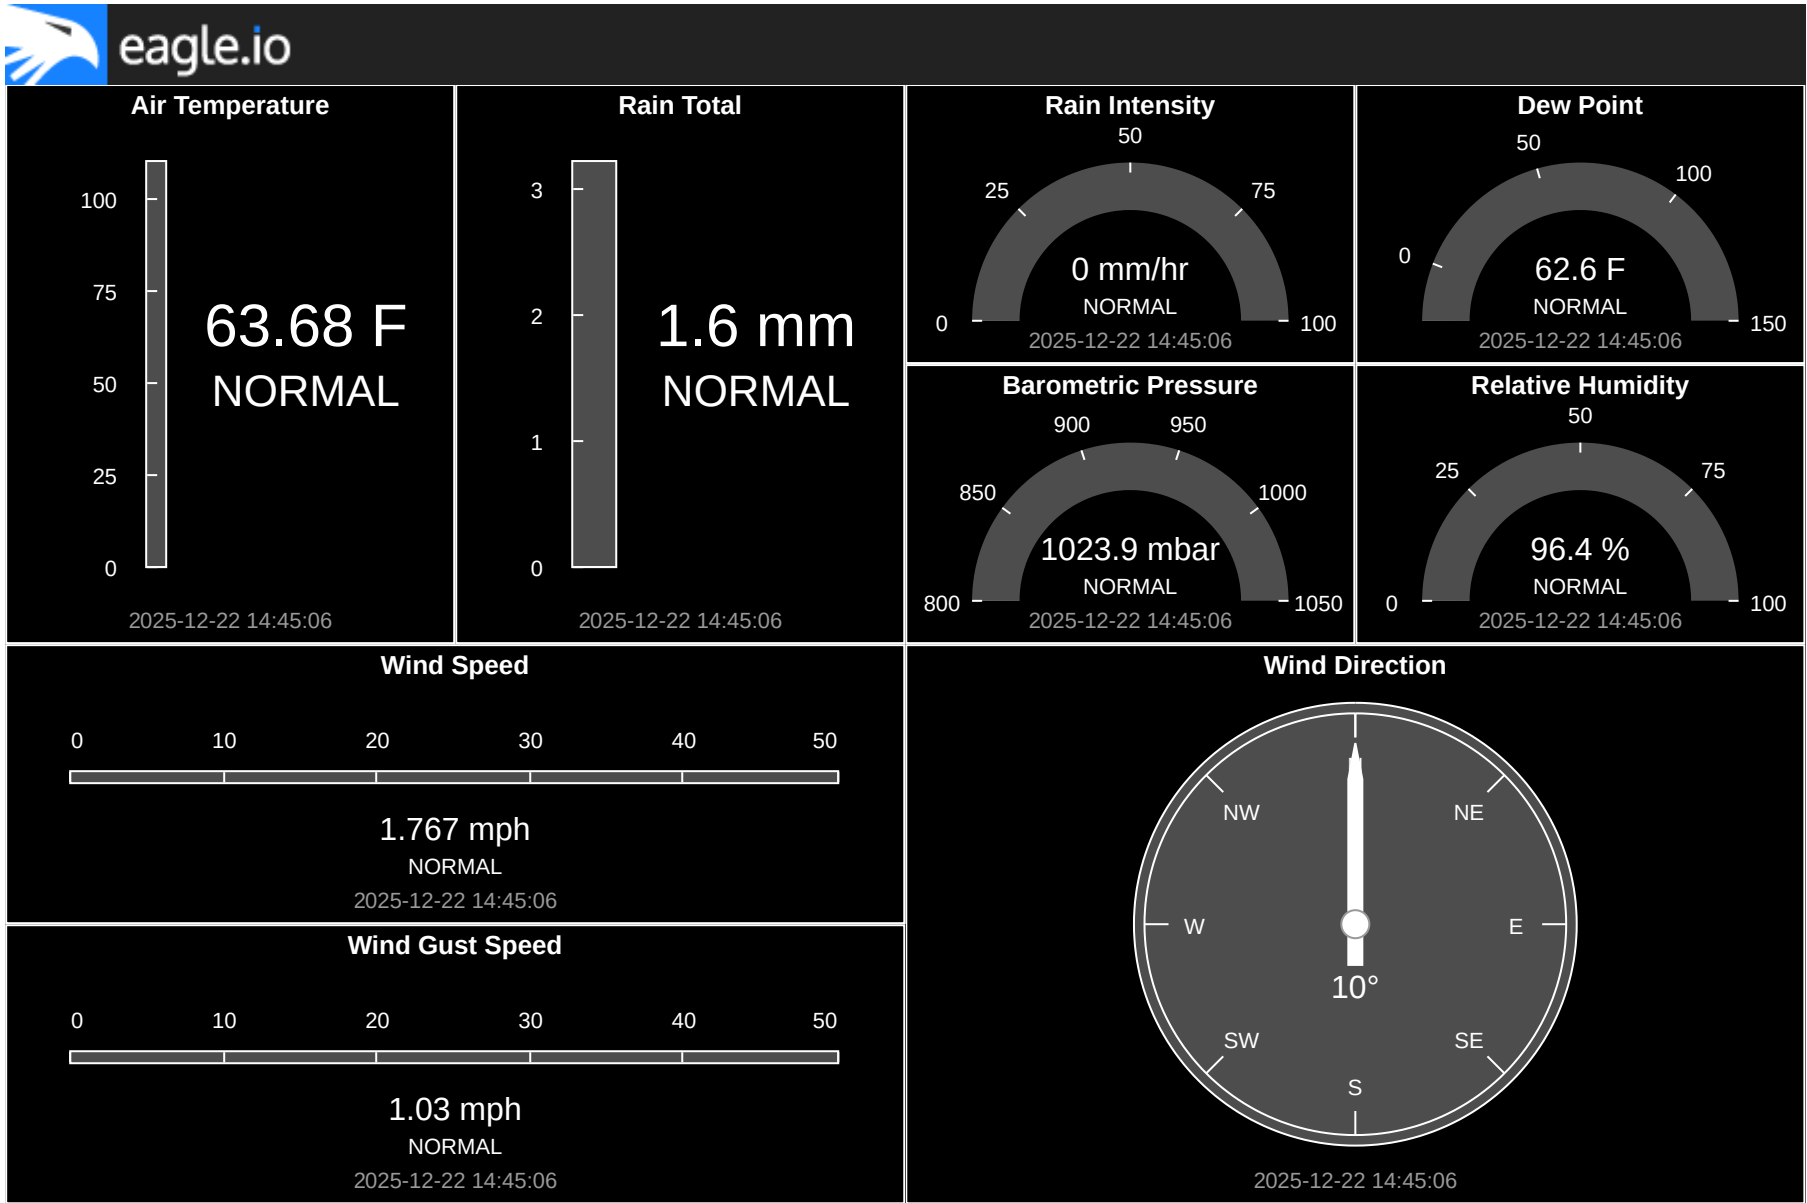 eagle.io
Air Temperature
100
75
50
25
0
63.68 F
NORMAL
2025-12-22 14:45:06
Rain Total
3
2
1
0
1.6 mm
NORMAL
2025-12-22 14:45:06
Rain Intensity
50
25
75
0
100
0 mm/hr
NORMAL
2025-12-22 14:45:06
Dew Point
50
100
0
150
62.6 F
NORMAL
2025-12-22 14:45:06
Barometric Pressure
900
950
850
1000
800
1050
1023.9 mbar
NORMAL
2025-12-22 14:45:06
Relative Humidity
50
25
75
0
100
96.4 %
NORMAL
2025-12-22 14:45:06
Wind Speed
0 10 20 30 40 50
1.767 mph
NORMAL
2025-12-22 14:45:06
Wind Gust Speed
0 10 20 30 40 50
1.03 mph
NORMAL
2025-12-22 14:45:06
Wind Direction
NW NE
W E
10°
SW SE
S
2025-12-22 14:45:06